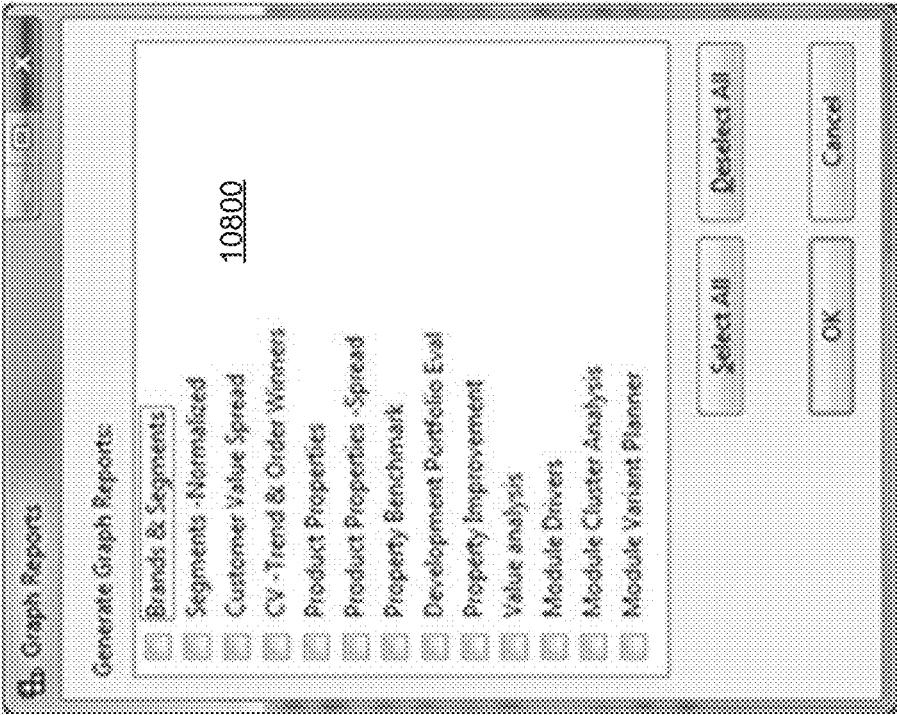 Graph Reports
Generate Graph Reports:
Brands & Segments
Segments -Normalized
Customer Value Spread
CV -Trend & Order Winners
Product Properties
Product Properties -Spread
Property Benchmark
Development Portfolio Eval
Property Improvement
Value analysis
Module Drivers
Module Cluster Analysis
Module Variant Planner
10800
Select All
Deselect All
OK
Cancel